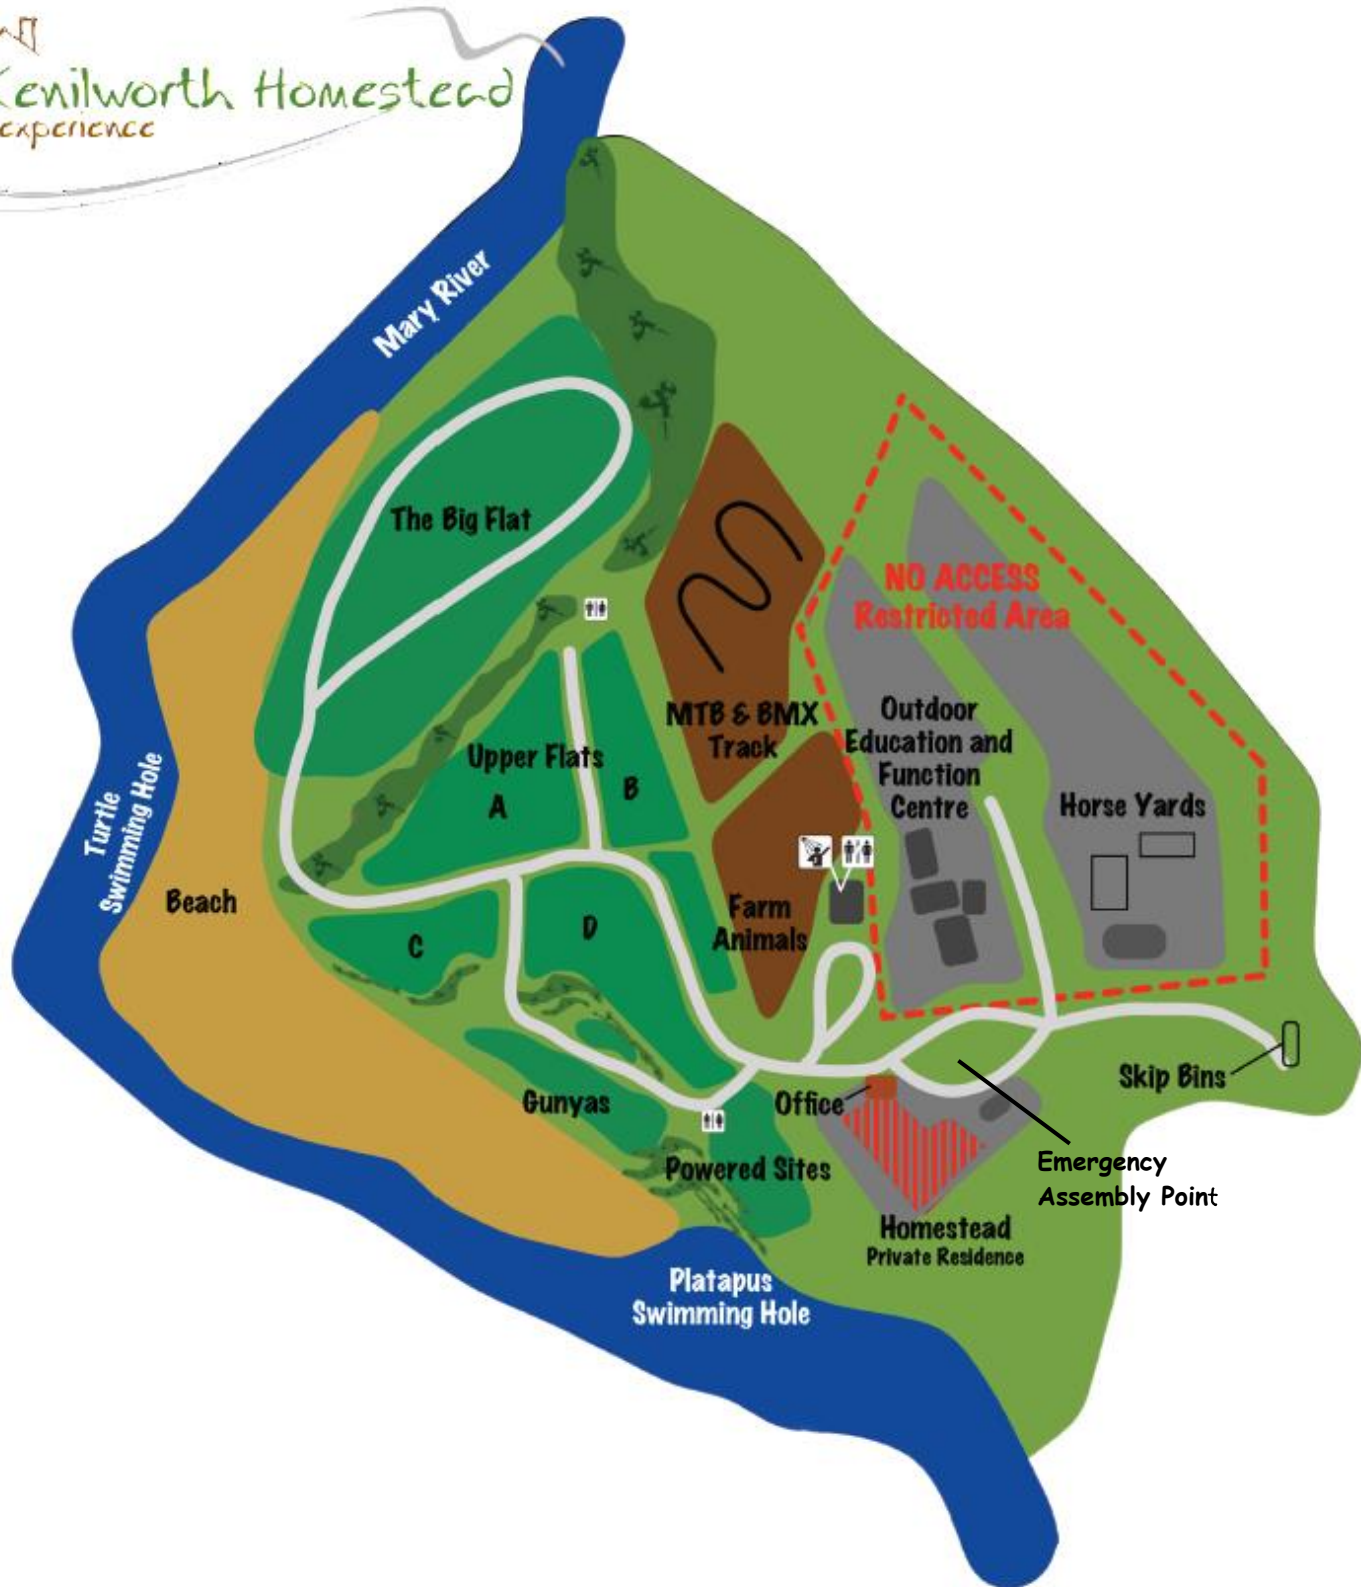 Kenilworth Homestead
experience
Mary River
The Big Flat
NO ACCESS
Restricted Area
MTB & BMX
Track
Outdoor
Education and
Function
Centre
Upper Flats
A
B
Horse Yards
Turtle
Swimming Hole
Beach
C
D
Farm
Animals
Skip Bins
Gunyas
Office
Emergency
Assembly Point
Powered Sites
Homestead
Private Residence
Platapus
Swimming Hole